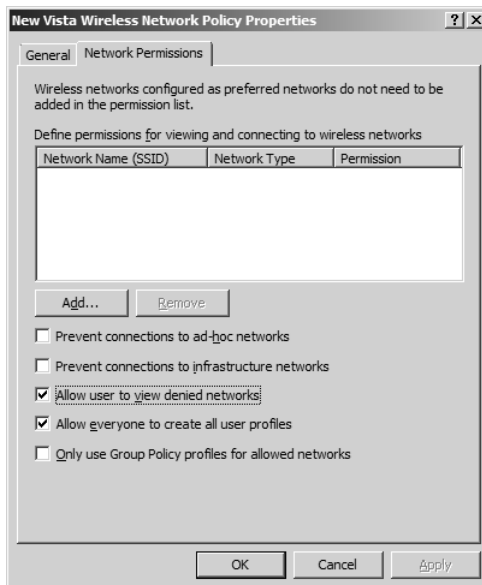 New Vista Wireless Network Policy Properties
General Network Permissions
Wireless networks configured as preferred networks do not need to be
added in the permission list.
Define permissions for viewing and connecting to wireless networks
Network Name (SSID) Network Type Permission
Add... Remove
Prevent connections to ad-hoc networks
Prevent connections to infrastructure networks
Allow user to view denied networks
Allow everyone to create all user profiles
Only use Group Policy profiles for allowed networks
OK Cancel Apply